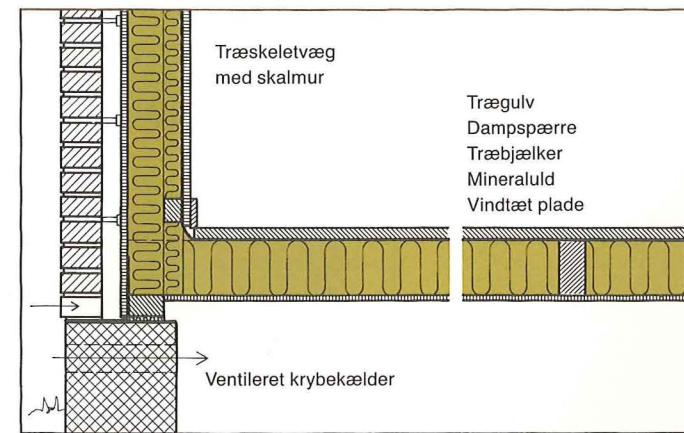 Træskeletvæg
med skalmur
Trægulv
Dampspærre
Træbjælker
Mineraluld
Vindtæt plade
Ventileret krybekælder